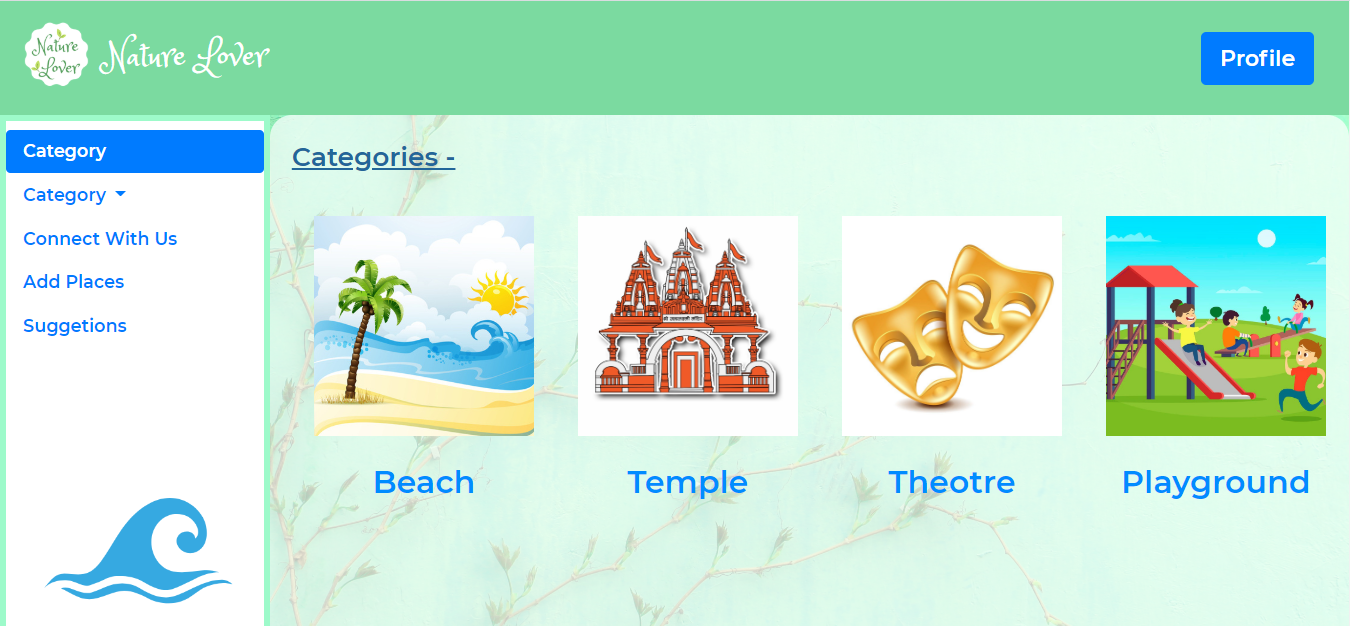 Nature
Lover
Nature Lover
Profile
Category
Category
Connect With Us
Add Places
Suggetions
Categories -
Beach
Temple
Theotre
Playground